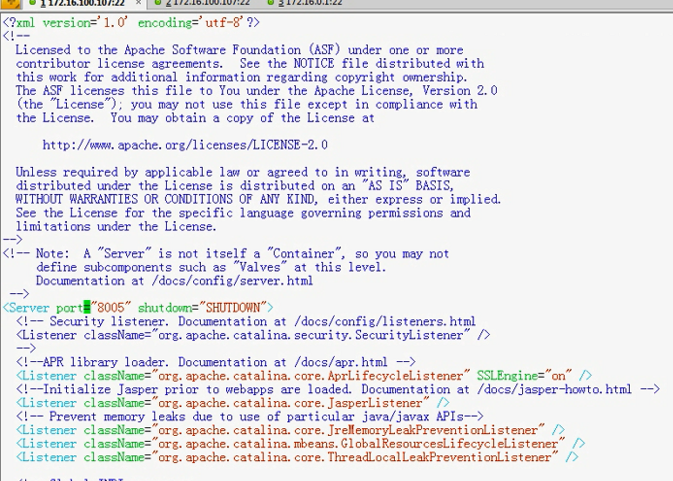 1 172.16.100.107:22 × 2 172.16.100.107:22 3 172.16.0.1:22
<?xml version='1.0' encoding='utf-8'?>
<!--
Licensed to the Apache Software Foundation (ASF) under one or more
contributor license agreements.  See the NOTICE file distributed with
this work for additional information regarding copyright ownership.
The ASF licenses this file to You under the Apache License, Version 2.0
(the "License"); you may not use this file except in compliance with
the License.  You may obtain a copy of the License at
http://www.apache.org/licenses/LICENSE-2.0
Unless required by applicable law or agreed to in writing, software
distributed under the License is distributed on an "AS IS" BASIS,
WITHOUT WARRANTIES OR CONDITIONS OF ANY KIND, either express or implied.
See the License for the specific language governing permissions and
limitations under the License.
-->
<!-- Note:  A "Server" is not itself a "Container", so you may not
define subcomponents such as "Valves" at this level.
Documentation at /docs/config/server.html
-->
<Server port="8005" shutdown="SHUTDOWN">
<!-- Security listener. Documentation at /docs/config/listeners.html
<Listener className="org.apache.catalina.security.SecurityListener" />
-->
<!--APR library loader. Documentation at /docs/apr.html -->
<Listener className="org.apache.catalina.core.AprLifecycleListener" SSLEngine="on" />
<!--Initialize Jasper prior to webapps are loaded. Documentation at /docs/jasper-howto.html -->
<Listener className="org.apache.catalina.core.JasperListener" />
<!-- Prevent memory leaks due to use of particular java/javax APIs-->
<Listener className="org.apache.catalina.core.JreMemoryLeakPreventionListener" />
<Listener className="org.apache.catalina.mbeans.GlobalResourcesLifecycleListener" />
<Listener className="org.apache.catalina.core.ThreadLocalLeakPreventionListener" />